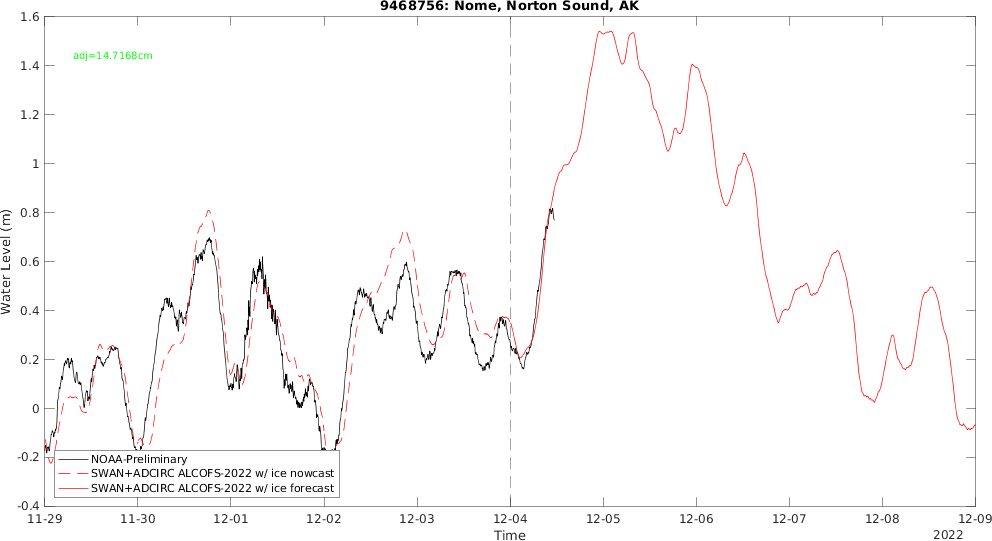 9468756: Nome, Norton Sound, AK
adj=14.7168cm
Water Level (m)
1.6
1.4
1.2
1
0.8
0.6
0.4
0.2
0
-0.2
-0.4
NOAA-Preliminary
SWAN+ADCIRC ALCOFS-2022 w/ ice nowcast
SWAN+ADCIRC ALCOFS-2022 w/ ice forecast
11-29 11-30 12-01 12-02 12-03 12-04 12-05 12-06 12-07 12-08 12-09
Time
2022